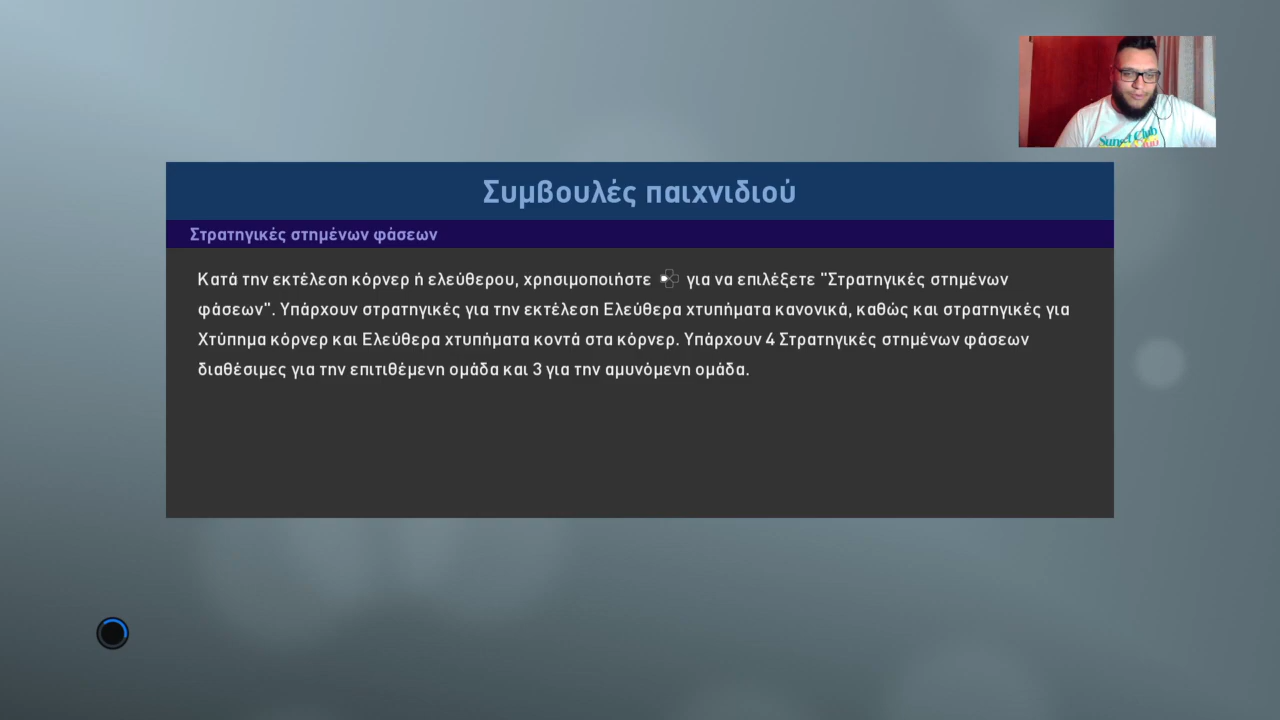 Sunset Club
Συμβουλές παιχνιδιού
Στρατηγικές στημένων φάσεων
Κατά την εκτέλεση κόρνερ ή ελεύθερου, χρησιμοποιήστε για να επιλέξετε "Στρατηγικές στημένων
φάσεων". Υπάρχουν στρατηγικές για την εκτέλεση Ελεύθερα χτυπήματα κανονικά, καθώς και στρατηγικές για
Χτύπημα κόρνερ και Ελεύθερα χτυπήματα κοντά στα κόρνερ. Υπάρχουν 4 Στρατηγικές στημένων φάσεων
διαθέσιμες για την επιτιθέμενη ομάδα και 3 για την αμυνόμενη ομάδα.